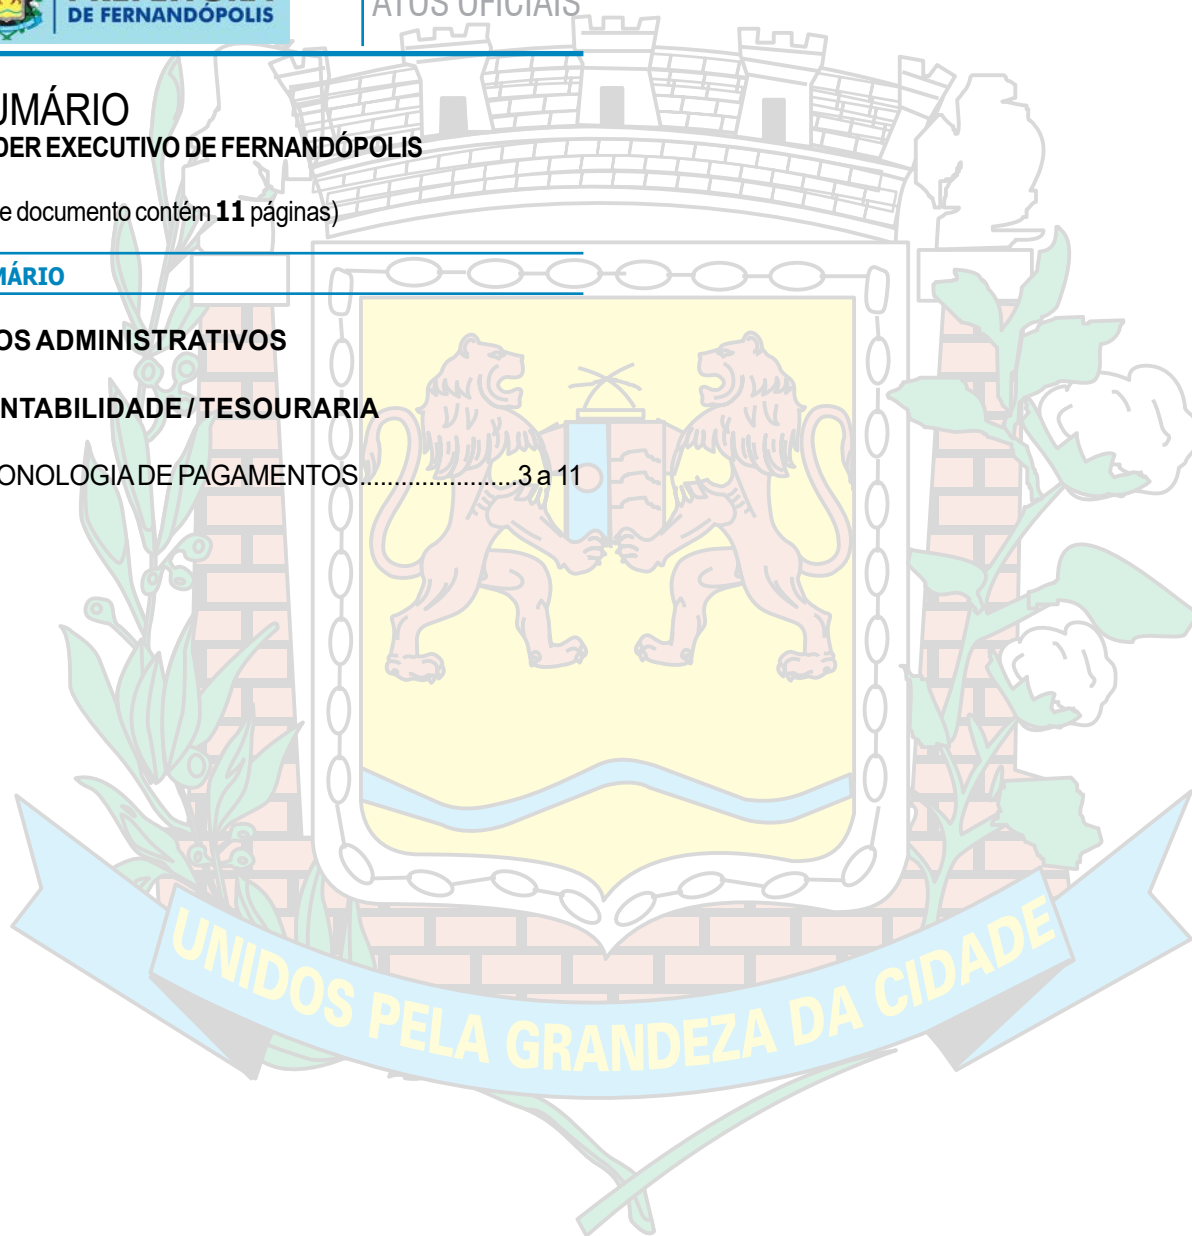 DE FERNANDÓPOLIS
ATOS OFICIAIS
UMÁRIO
DER EXECUTIVO DE FERNANDÓPOLIS
e documento contém 11 páginas)
MÁRIO
OS ADMINISTRATIVOS
NTABILIDADE / TESOURARIA
ONOLOGIA DE PAGAMENTOS.......................3 a 11
UNIDOS PELA GRANDEZA DA CIDADE